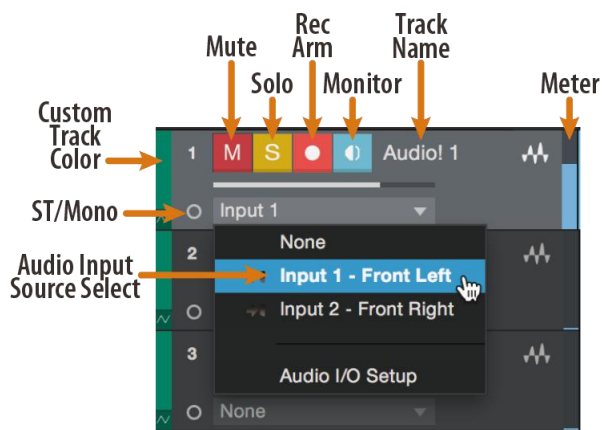 Mute
Rec
Arm
Track
Name
Solo
Monitor
Meter
Custom
Track
Color
1
M
S
Audio! 1
ST/Mono
Input 1
None
2
Audio Input
Source Select
Input 1 - Front Left
Input 2 - Front Right
3
Audio I/O Setup
None